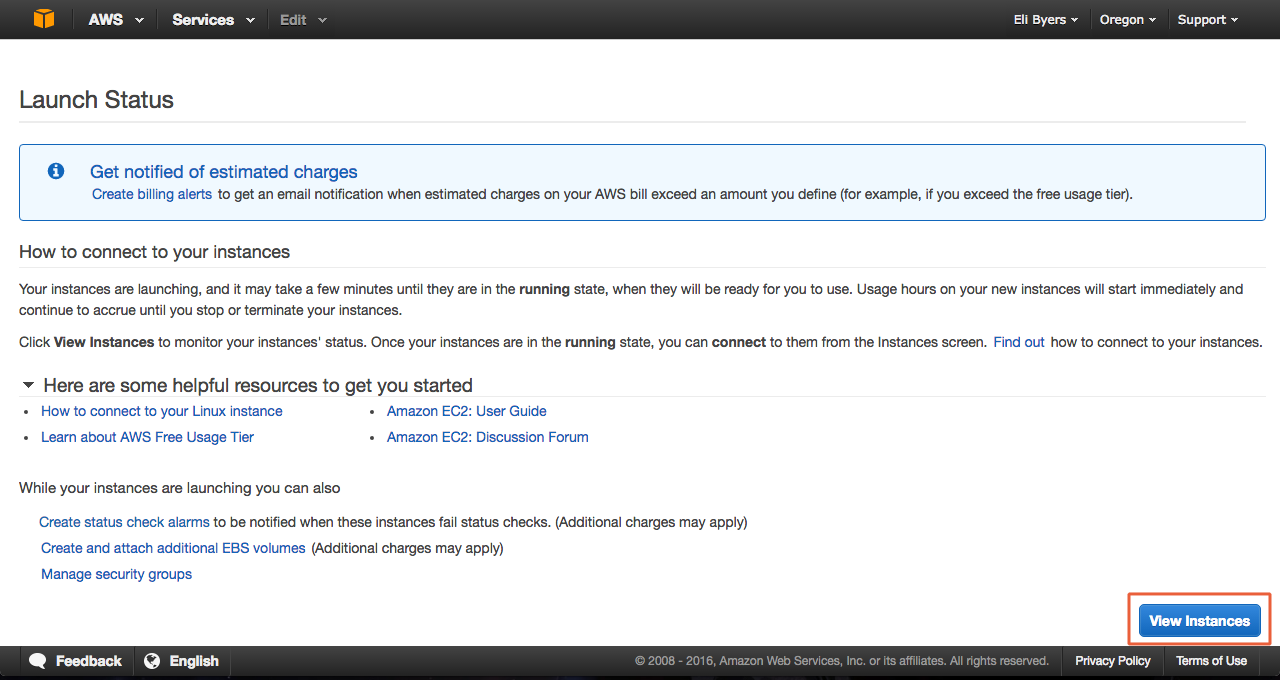 AWS Services Edit Eli Byers Oregon Support
Launch Status
Get notified of estimated charges
Create billing alerts to get an email notification when estimated charges on your AWS bill exceed an amount you define (for example, if you exceed the free usage tier).
How to connect to your instances
Your instances are launching, and it may take a few minutes until they are in the running state, when they will be ready for you to use. Usage hours on your new instances will start immediately and
continue to accrue until you stop or terminate your instances.
Click View Instances to monitor your instances' status. Once your instances are in the running state, you can connect to them from the Instances screen. Find out how to connect to your instances.
Here are some helpful resources to get you started
• How to connect to your Linux instance • Amazon EC2: User Guide
• Learn about AWS Free Usage Tier • Amazon EC2: Discussion Forum
While your instances are launching you can also
Create status check alarms to be notified when these instances fail status checks. (Additional charges may apply)
Create and attach additional EBS volumes (Additional charges may apply)
Manage security groups
View Instances
Feedback English © 2008 - 2016, Amazon Web Services, Inc. or its affiliates. All rights reserved. Privacy Policy Terms of Use